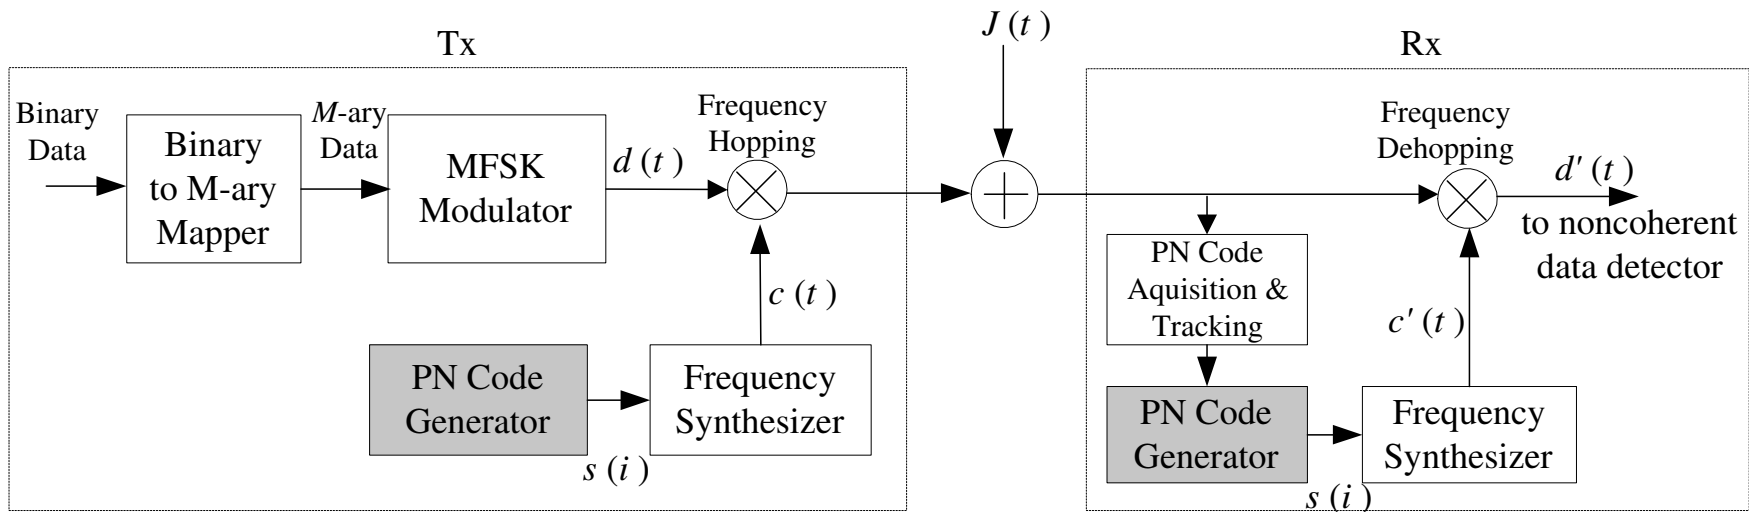 Tx
Binary
Data
Binary
to M-ary
Mapper
M-ary
Data
MFSK
Modulator
d (t )
Frequency
Hopping
c (t )
PN Code
Generator
s (i )
Frequency
Synthesizer
J (t )
Rx
PN Code
Aquisition &
Tracking
PN Code
Generator
s (i )
Frequency
Synthesizer
c' (t )
Frequency
Dehopping
d' (t )
to noncoherent
data detector